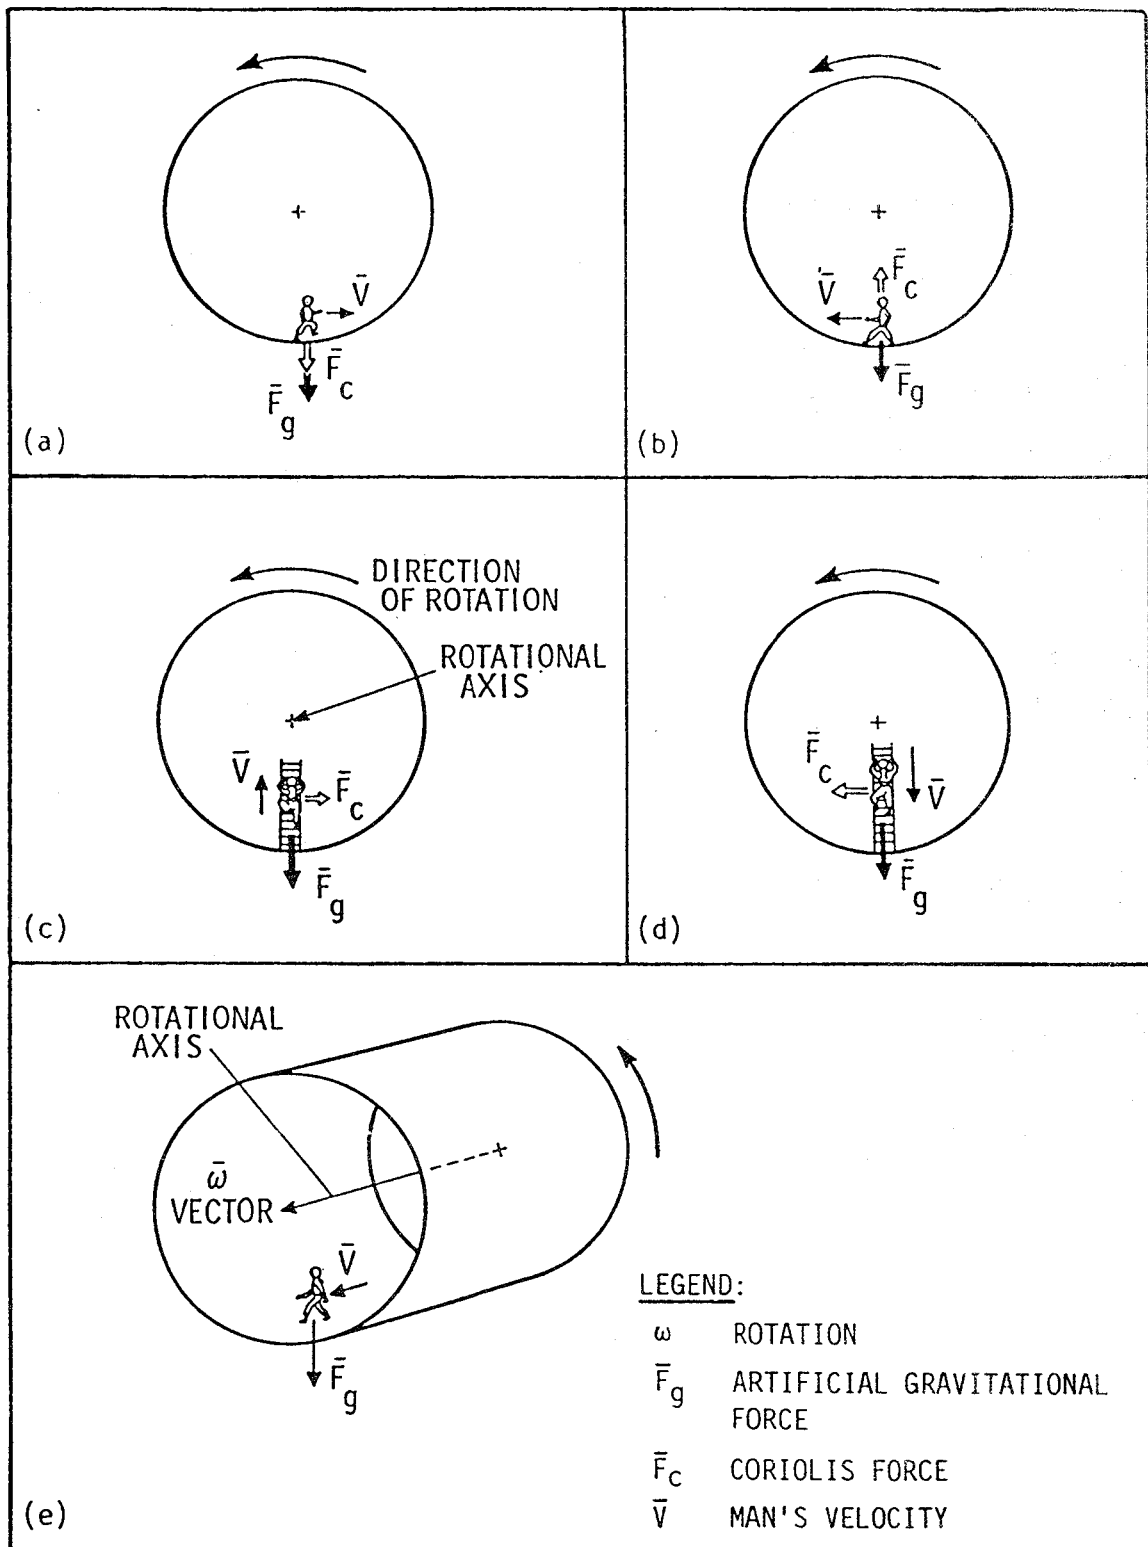 V̄
F̄c
F̄g
(a)
F̄c
V̄
F̄g
(b)
DIRECTION
OF ROTATION
ROTATIONAL
AXIS
V̄
F̄c
F̄g
(c)
F̄c
V̄
F̄g
(d)
ROTATIONAL
AXIS
ω̄
VECTOR
V̄
F̄g
(e)
LEGEND:
ω ROTATION
F̄g ARTIFICIAL GRAVITATIONAL
FORCE
F̄c CORIOLIS FORCE
V̄ MAN'S VELOCITY